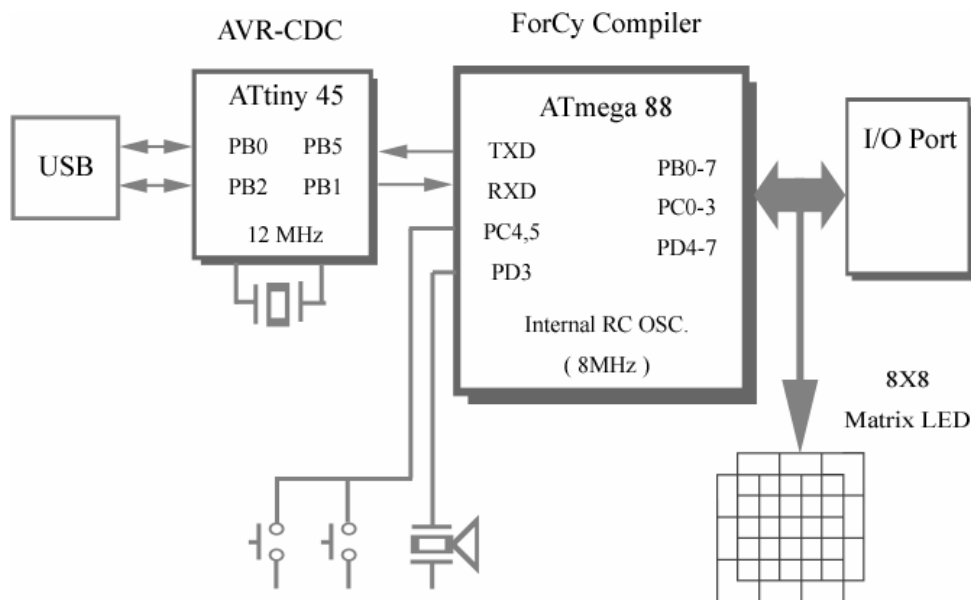 AVR-CDC
ForCy Compiler
USB
ATtiny 45
PB0 PB5
PB2 PB1
12 MHz
ATmega 88
TXD
RXD
PC4,5
PD3
PB0-7
PC0-3
PD4-7
Internal RC OSC.
( 8MHz )
I/O Port
8X8
Matrix LED